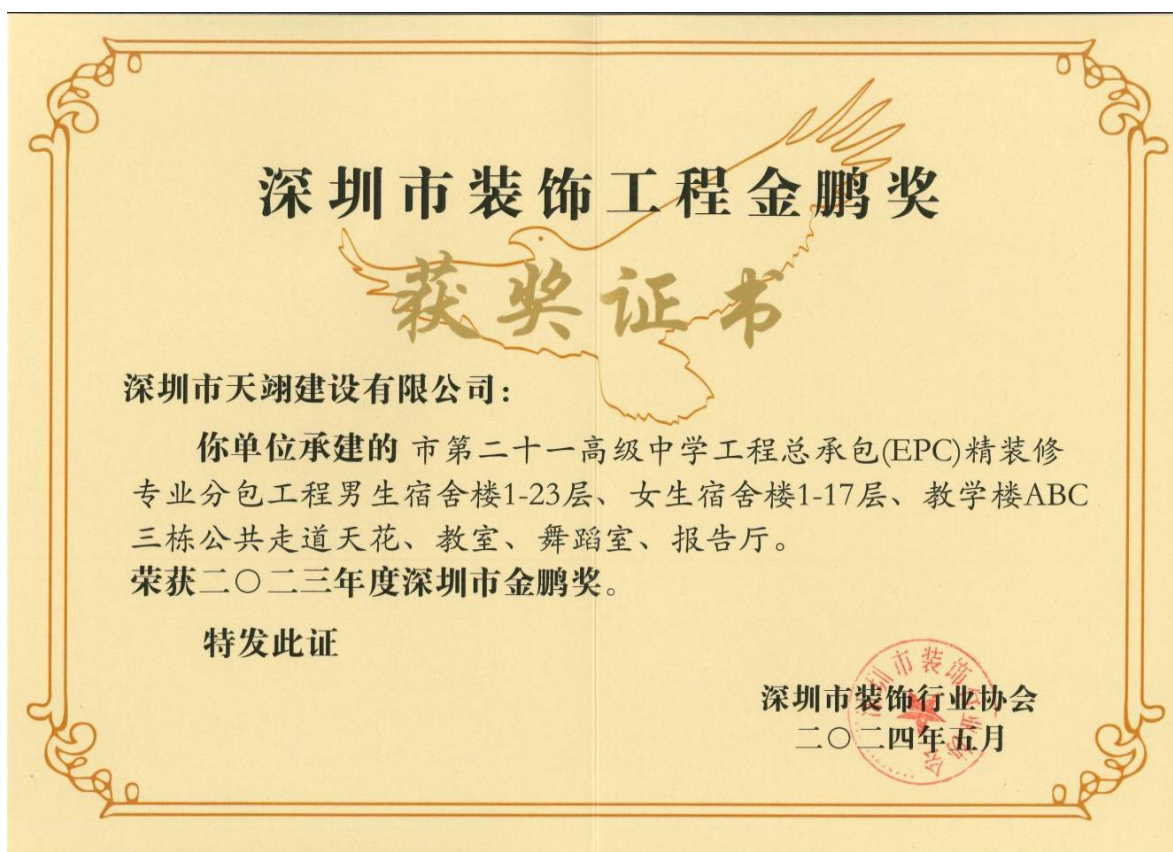 深圳市装饰工程金鹏奖
获奖证书
深圳市天翊建设有限公司：
你单位承建的 市第二十一高级中学工程总承包(EPC)精装修
专业分包工程男生宿舍楼1-23层、女生宿舍楼1-17层、教学楼ABC
三栋公共走道天花、教室、舞蹈室、报告厅。
荣获二〇二三年度深圳市金鹏奖。
特发此证
深圳市装饰行业协会
二〇二四年五月